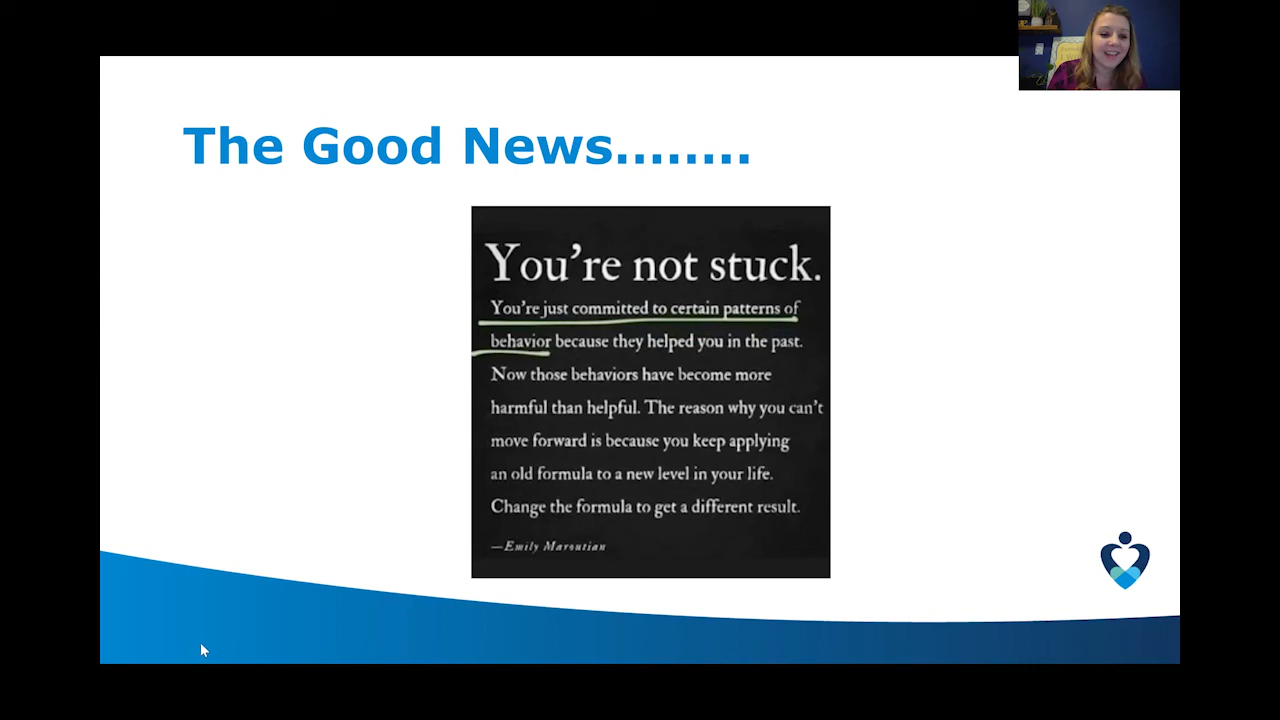 The Good News........
You're not stuck.
You're just committed to certain patterns of
behavior because they helped you in the past.
Now those behaviors have become more
harmful than helpful. The reason why you can't
move forward is because you keep applying
an old formula to a new level in your life.
Change the formula to get a different result.
—Emily Maroutian